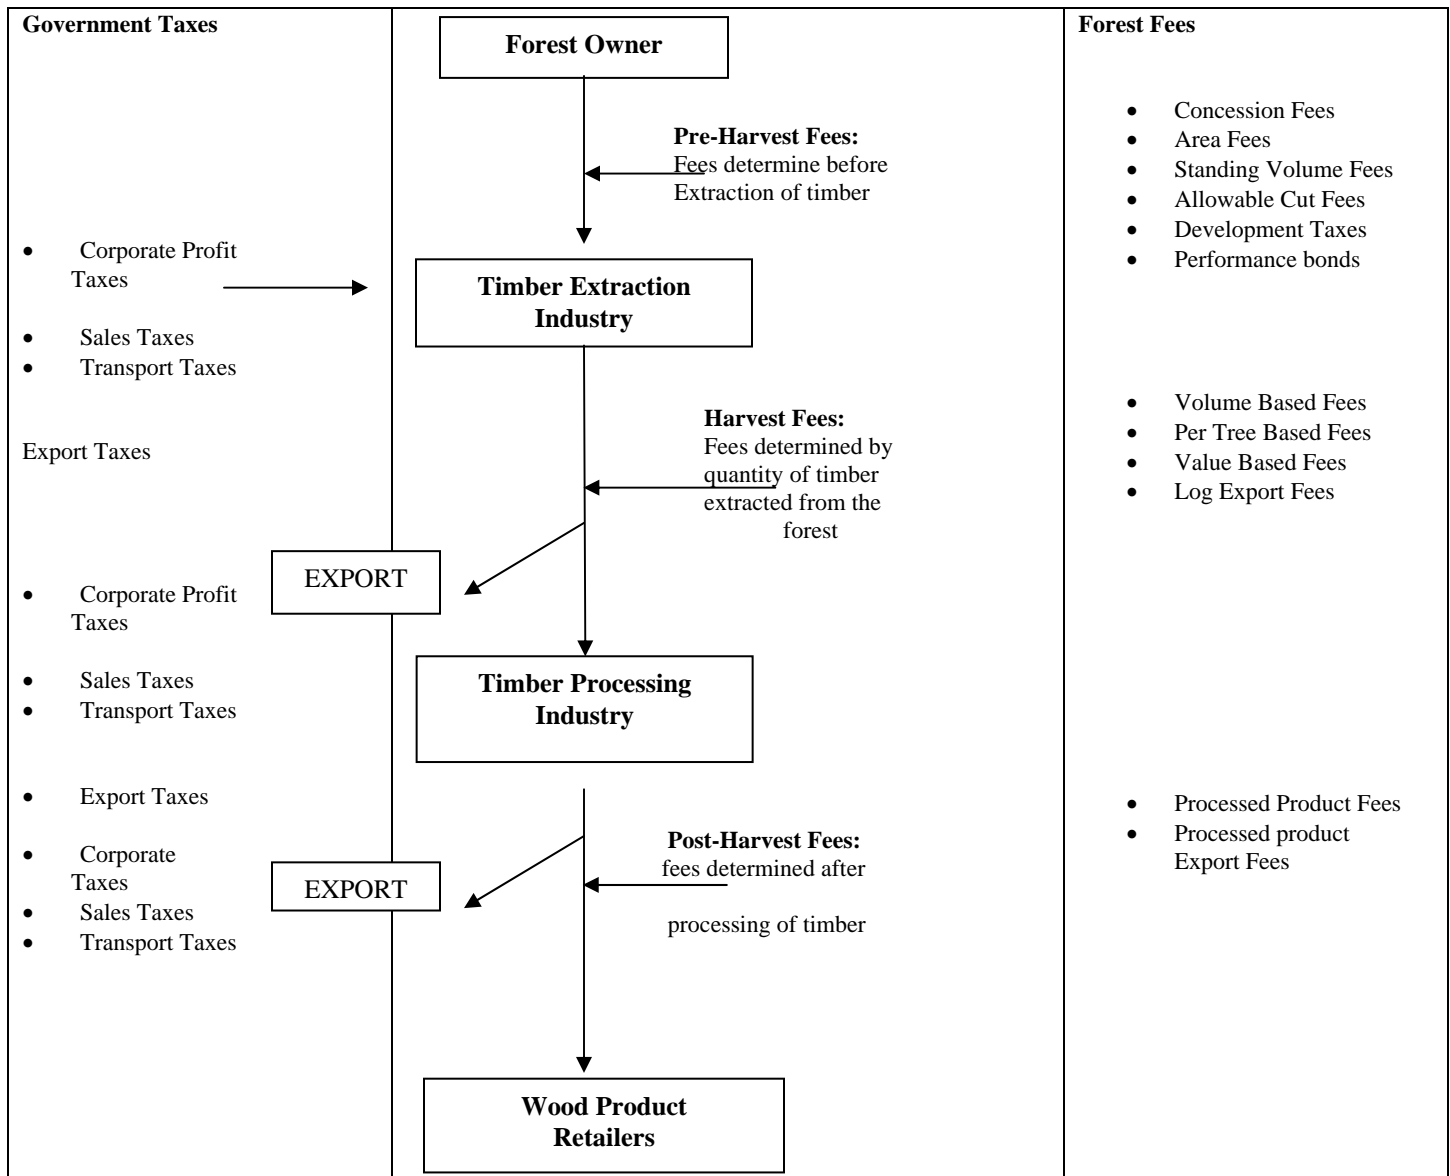 Government Taxes
• Corporate Profit
Taxes
• Sales Taxes
• Transport Taxes
Export Taxes
• Corporate Profit
Taxes
• Sales Taxes
• Transport Taxes
• Export Taxes
• Corporate
Taxes
• Sales Taxes
• Transport Taxes
Forest Owner
Pre-Harvest Fees:
Fees determine before
Extraction of timber
Timber Extraction
Industry
Harvest Fees:
Fees determined by
quantity of timber
extracted from the
forest
EXPORT
Timber Processing
Industry
Post-Harvest Fees:
fees determined after
processing of timber
EXPORT
Wood Product
Retailers
Forest Fees
• Concession Fees
• Area Fees
• Standing Volume Fees
• Allowable Cut Fees
• Development Taxes
• Performance bonds
• Volume Based Fees
• Per Tree Based Fees
• Value Based Fees
• Log Export Fees
• Processed Product Fees
• Processed product
Export Fees